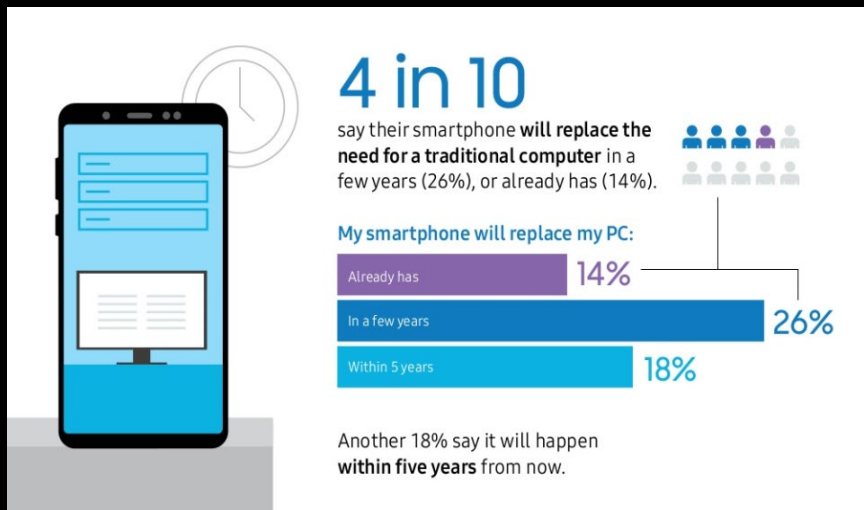 4 in 10
say their smartphone will replace the
need for a traditional computer in a
few years (26%), or already has (14%).
My smartphone will replace my PC:
Already has 14%
In a few years 26%
Within 5 years 18%
Another 18% say it will happen
within five years from now.